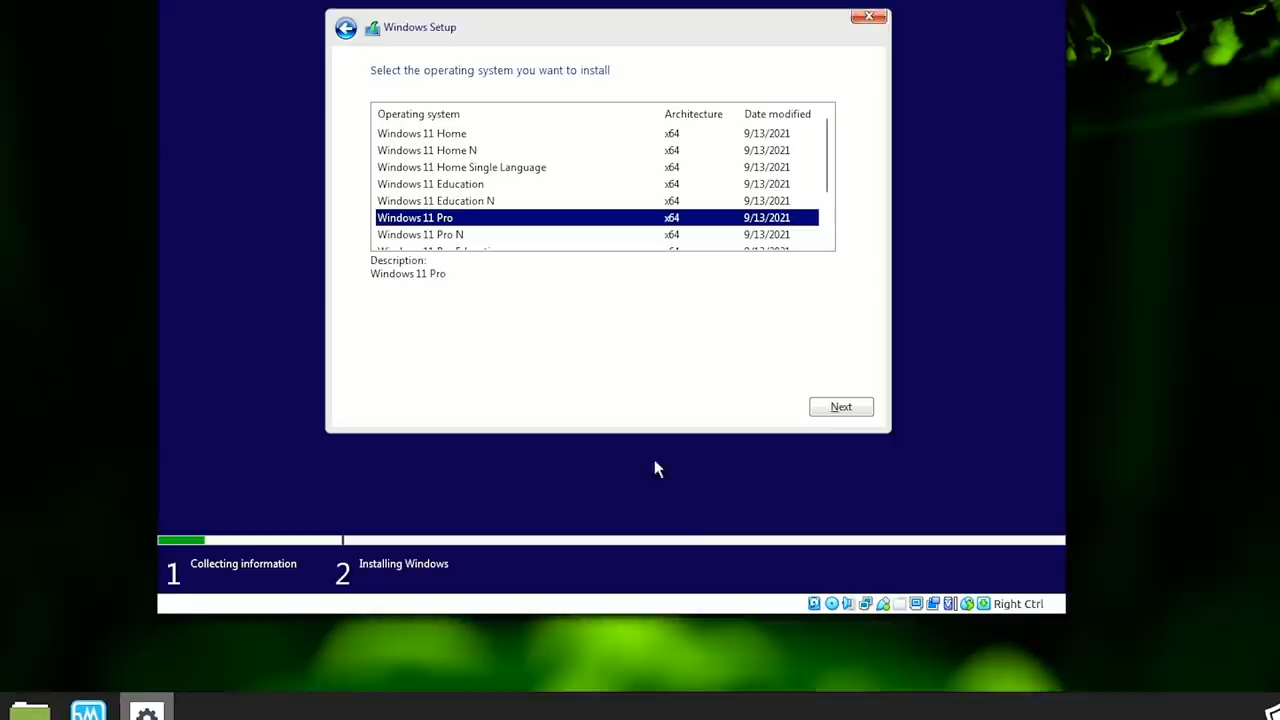 Windows Setup
Select the operating system you want to install
Operating system Architecture Date modified
Windows 11 Home x64 9/13/2021
Windows 11 Home N x64 9/13/2021
Windows 11 Home Single Language x64 9/13/2021
Windows 11 Education x64 9/13/2021
Windows 11 Education N x64 9/13/2021
Windows 11 Pro x64 9/13/2021
Windows 11 Pro N x64 9/13/2021
Description:
Windows 11 Pro
Next
1 Collecting information 2 Installing Windows
Right Ctrl